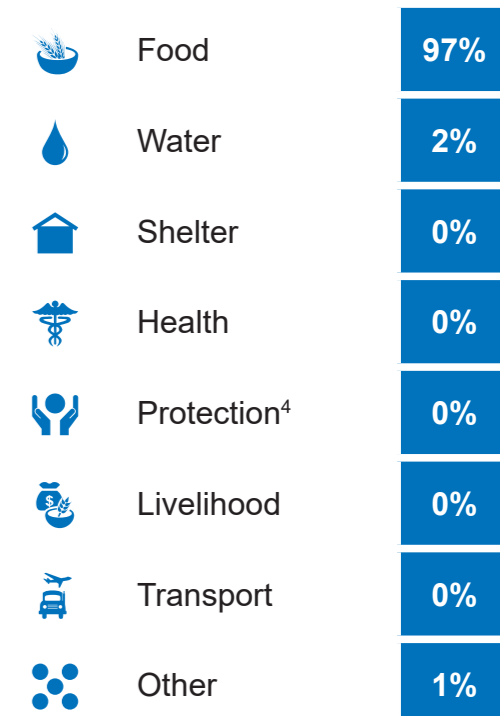 Food 97%
Water 2%
Shelter 0%
Health 0%
Protection⁴ 0%
$ Livelihood 0%
Transport 0%
Other 1%